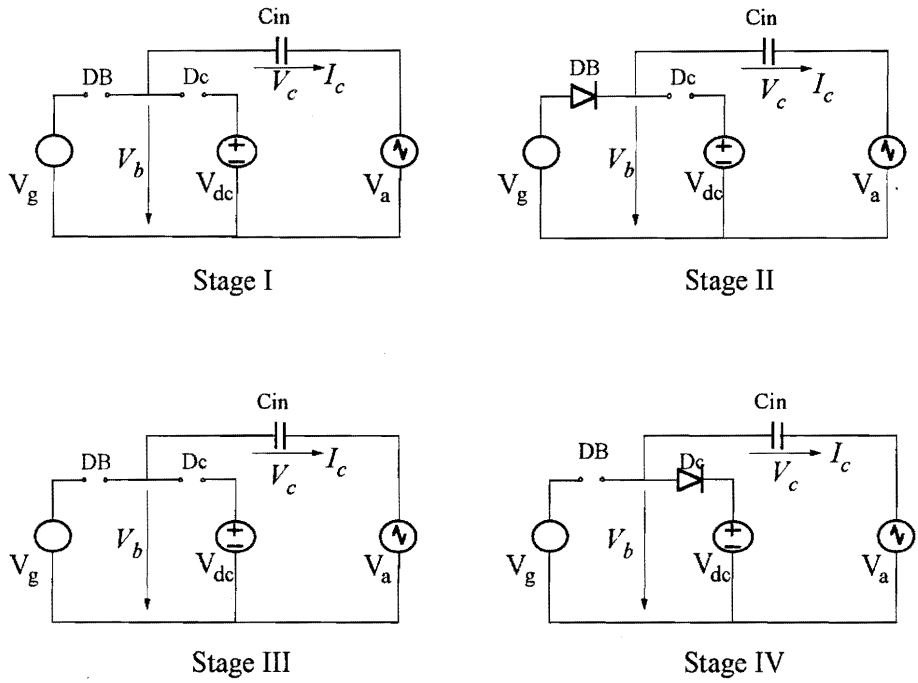 Cin
DB
Dc
V_c
I_c
V_g
V_b
V_dc
V_a
Stage I
Cin
DB
Dc
V_c
I_c
V_g
V_b
V_dc
V_a
Stage II
Cin
DB
Dc
V_c
I_c
V_g
V_b
V_dc
V_a
Stage III
Cin
DB
Dc
V_c
I_c
V_g
V_b
V_dc
V_a
Stage IV